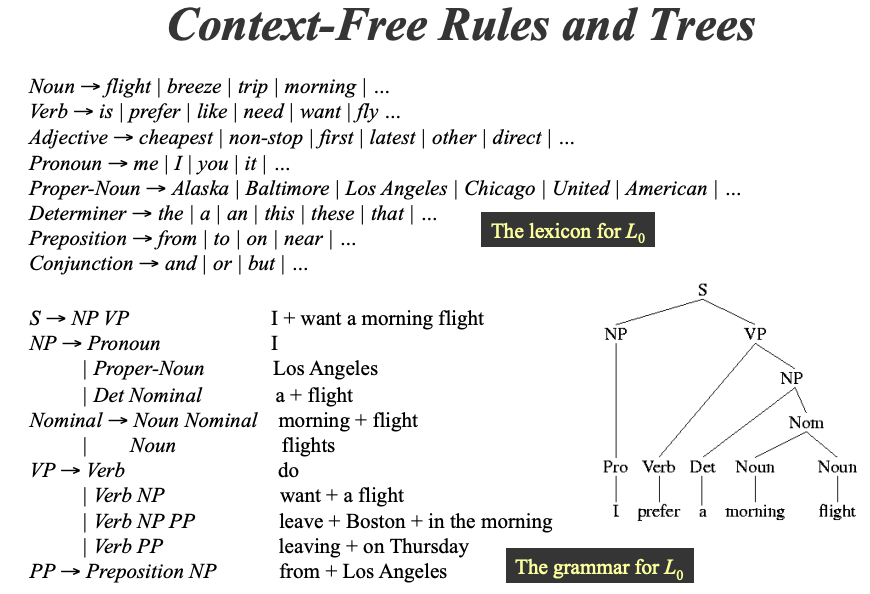 Context-Free Rules and Trees
Noun → flight | breeze | trip | morning | ...
Verb → is | prefer | like | need | want | fly ...
Adjective → cheapest | non-stop | first | latest | other | direct | ...
Pronoun → me | I | you | it | ...
Proper-Noun → Alaska | Baltimore | Los Angeles | Chicago | United | American | ...
Determiner → the | a | an | this | these | that | ...
Preposition → from | to | on | near | ...
Conjunction → and | or | but | ...
The lexicon for L0
S → NP VP I + want a morning flight
NP → Pronoun I
| Proper-Noun Los Angeles
| Det Nominal a + flight
Nominal → Noun Nominal morning + flight
| Noun flights
VP → Verb do
| Verb NP want + a flight
| Verb NP PP leave + Boston + in the morning
| Verb PP leaving + on Thursday
PP → Preposition NP from + Los Angeles
The grammar for L0
S
NP VP
NP
Nom
Pro Verb Det Noun Noun
I prefer a morning flight